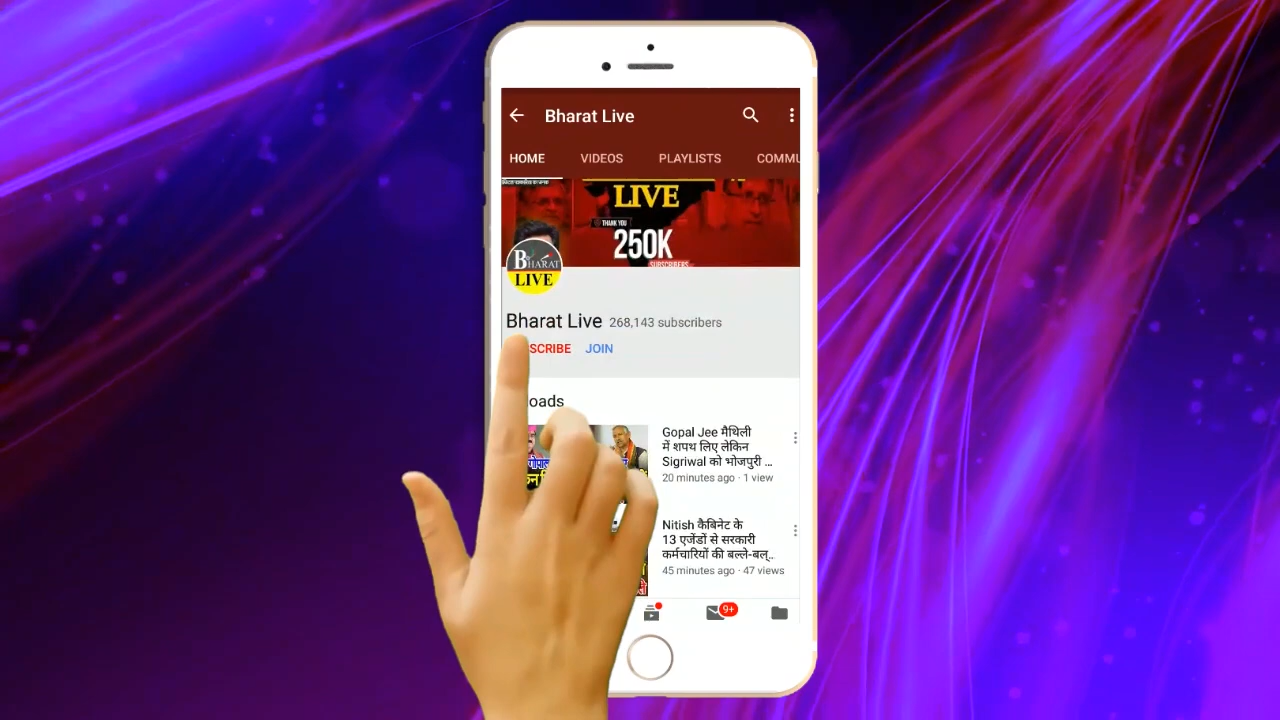 Bharat Live
HOME VIDEOS PLAYLISTS COMMU
LIVE
THANK YOU
250K
SUBSCRIBERS
BHARAT
LIVE
Bharat Live 268,143 subscribers
SCRIBE JOIN
oads
Gopal Jee मैथिली
में शपथ लिए लेकिन
Sigriwal को भोजपुरी ...
20 minutes ago · 1 view
Nitish कैबिनेट के
13 एजेंडों से सरकारी
कर्मचारियों की बल्ले-बल्..
45 minutes ago · 47 views
9+